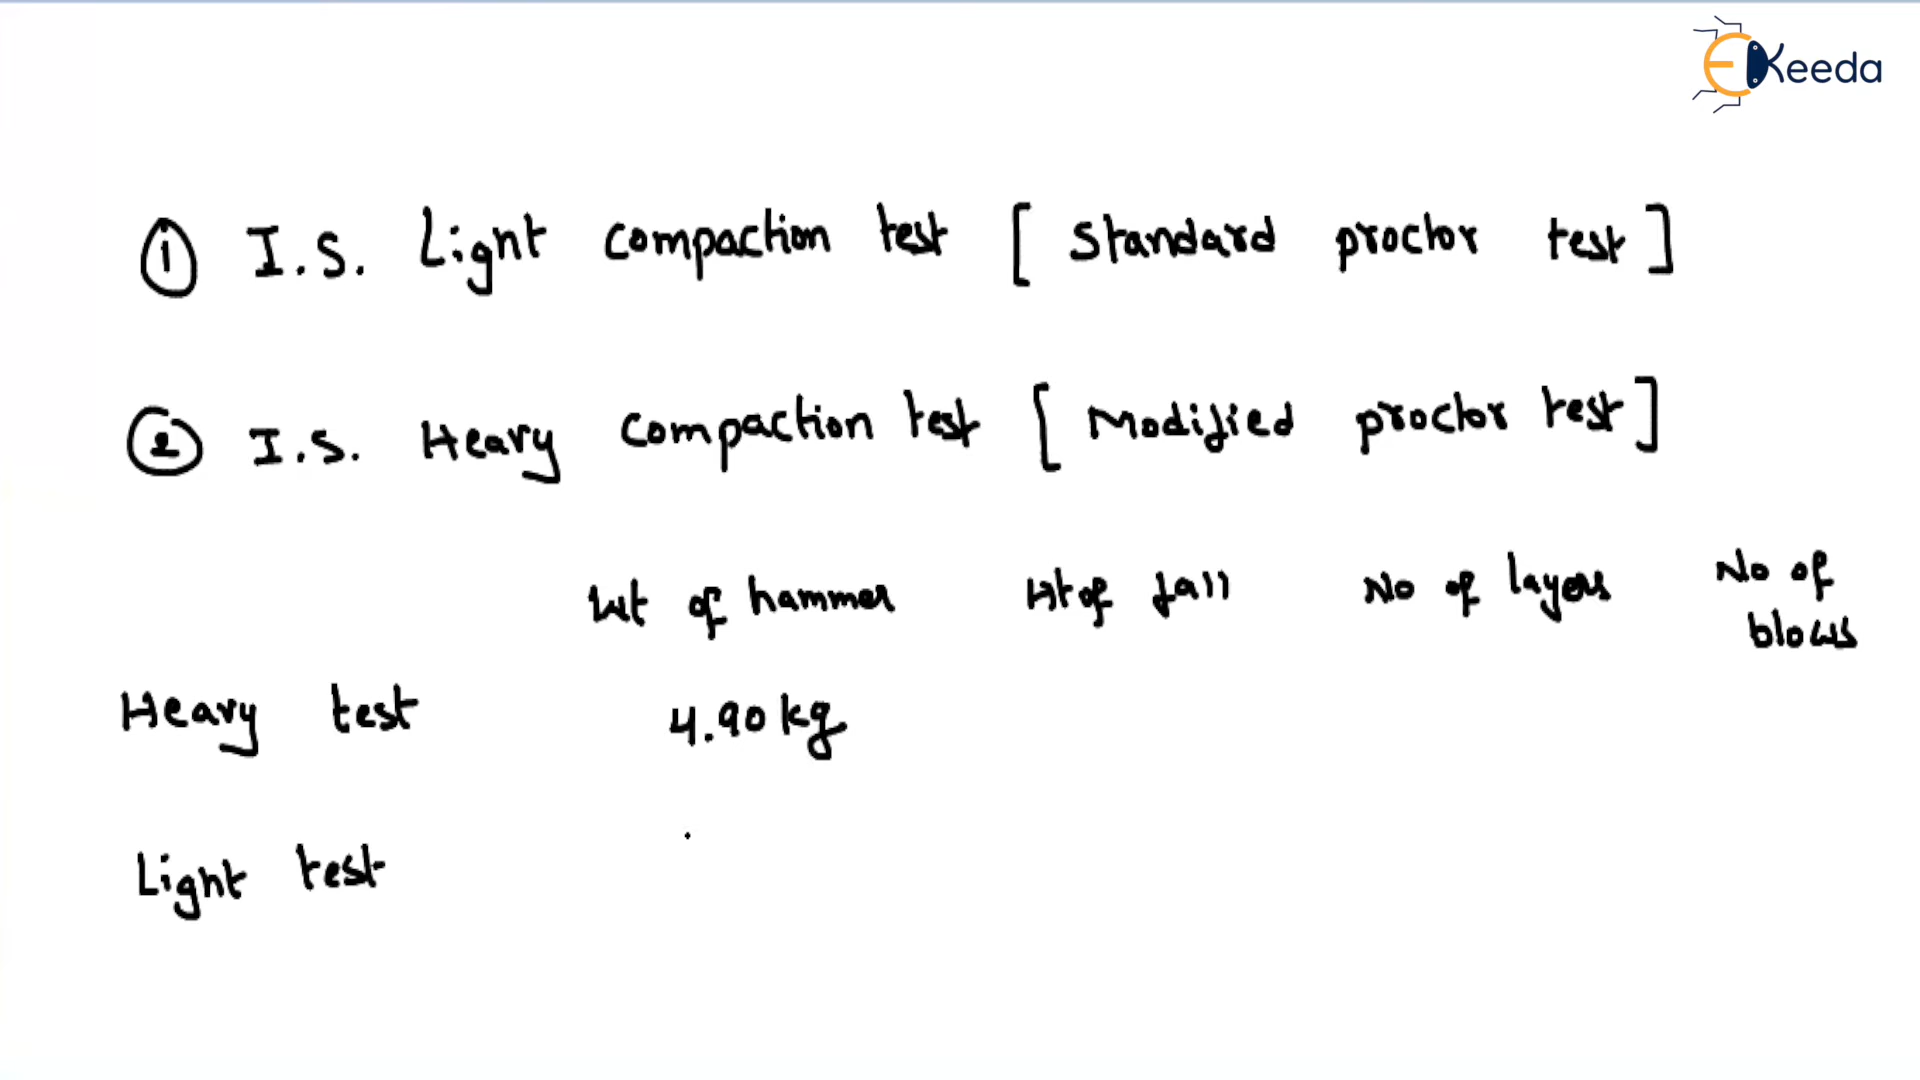 EKeeda
① I.S. Light compaction test [ Standard proctor test ]
② I.S. Heavy compaction test [ Modified proctor test ]
Wt of hammer Ht of fall No of layers No of
blows
Heavy test 4.90 kg
Light test